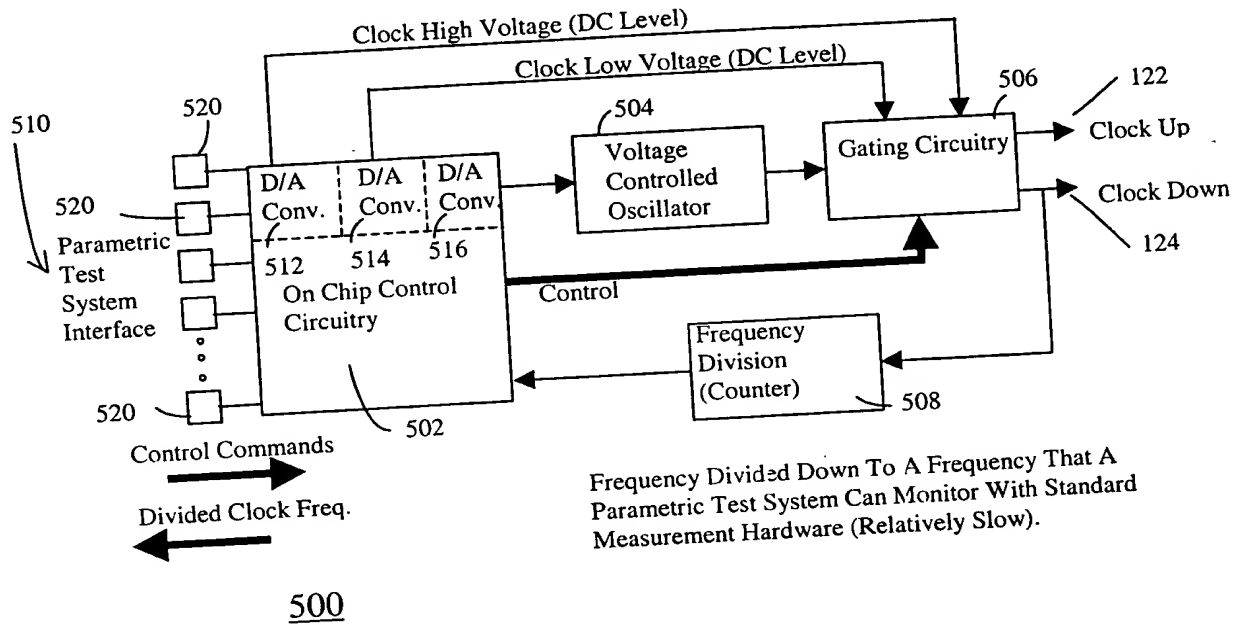 Clock High Voltage (DC Level)
Clock Low Voltage (DC Level)
506
122
520
504
510
Voltage
Controlled
Oscillator
Gating Circuitry
Clock Up
D/A
Conv.
D/A
Conv.
D/A
Conv.
520
Clock Down
Parametric
Test
System
Interface
512
514
516
124
On Chip Control
Circuitry
Control
Frequency
Division
(Counter)
508
520
502
Control Commands
Divided Clock Freq.
Frequency Divided Down To A Frequency That A
Parametric Test System Can Monitor With Standard
Measurement Hardware (Relatively Slow).
500